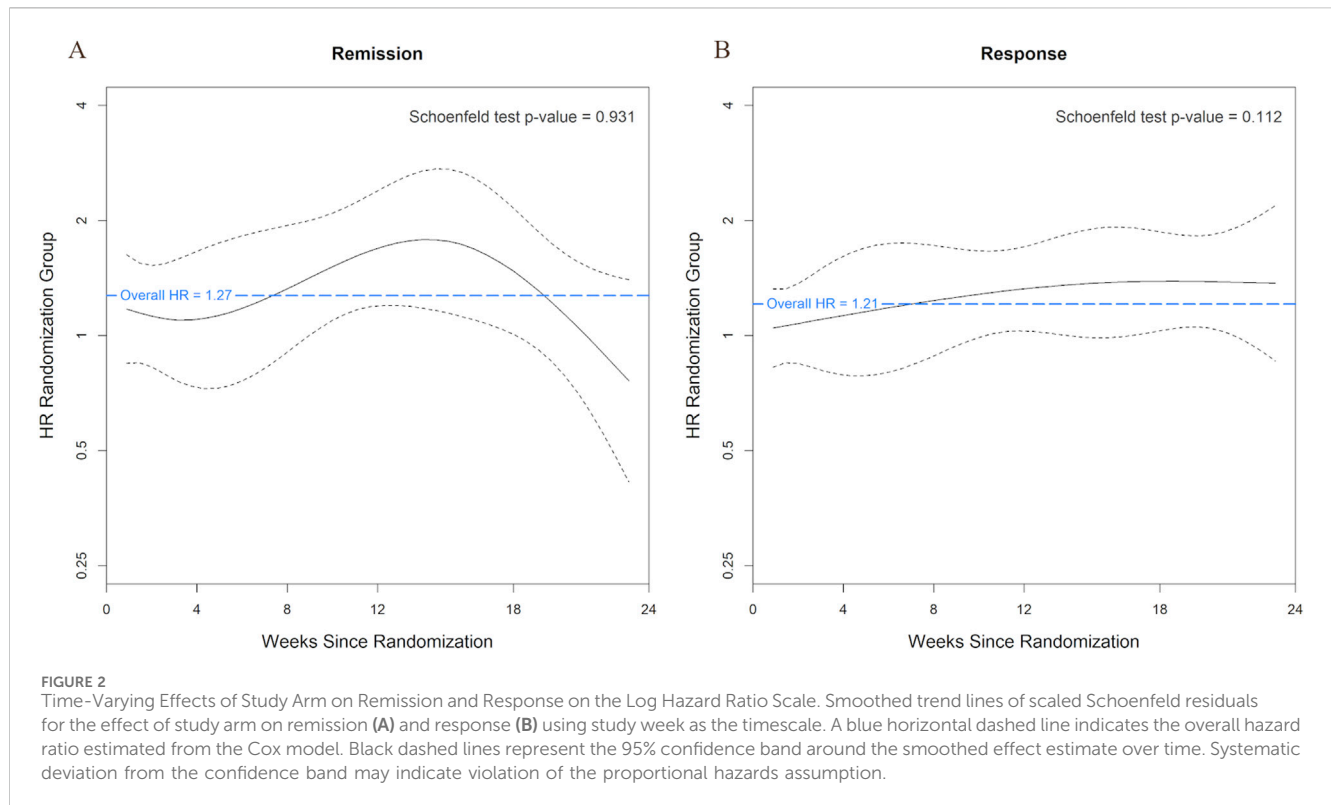 A
Remission
Schoenfeld test p-value = 0.931
4
2
1
0.5
0.25
HR Randomization Group
Overall HR = 1.27
0 4 8 12 18 24
Weeks Since Randomization
B
Response
Schoenfeld test p-value = 0.112
4
2
1
0.5
0.25
HR Randomization Group
Overall HR = 1.21
0 4 8 12 18 24
Weeks Since Randomization
FIGURE 2
Time-Varying Effects of Study Arm on Remission and Response on the Log Hazard Ratio Scale. Smoothed trend lines of scaled Schoenfeld residuals
for the effect of study arm on remission (A) and response (B) using study week as the timescale. A blue horizontal dashed line indicates the overall hazard
ratio estimated from the Cox model. Black dashed lines represent the 95% confidence band around the smoothed effect estimate over time. Systematic
deviation from the confidence band may indicate violation of the proportional hazards assumption.